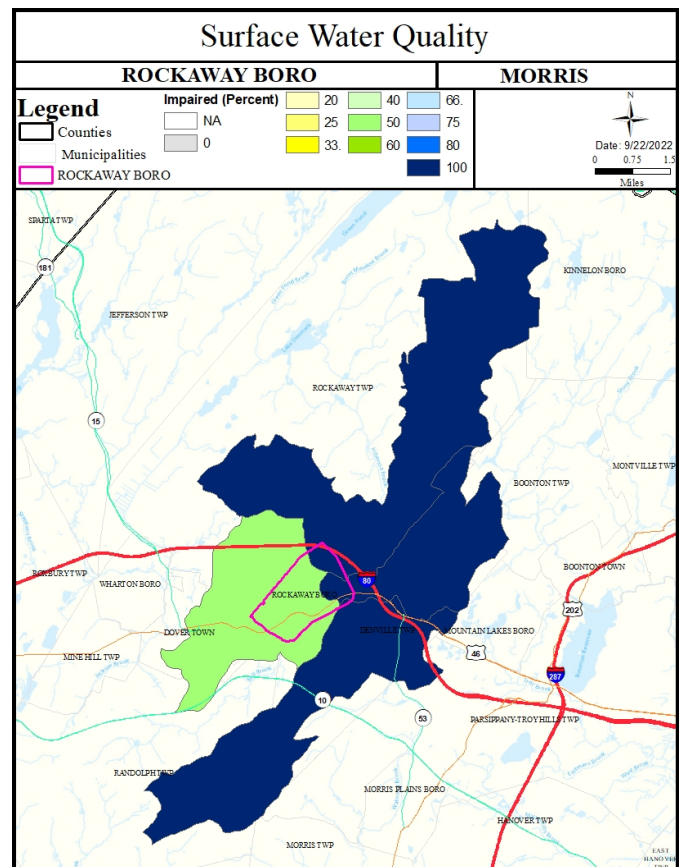 Surface Water Quality
ROCKAWAY BORO
MORRIS
Legend
Counties
Municipalities
ROCKAWAY BORO
Impaired (Percent)
NA
0
20
25
33.
40
50
60
66.
75
80
100
N
Date: 9/22/2022
0 0.75 1.5
Miles
SPARTA TWP
181
KINNELON BORO
JEFFERSON TWP
ROCKAWAY TWP
15
MONTVILLE TWP
BOONTON TWP
BOONTON TOWN
ROXBURY TWP
WHARTON BORO
80
ROCKAWAY BORO
202
DOVER TOWN
DENVILLE TWP
MOUNTAIN LAKES BORO
MINE HILL TWP
46
287
10
53
PARSIPPANY-TROY HILLS TWP
RANDOLPH TWP
MORRIS PLAINS BORO
HANOVER TWP
MORRIS TWP
EAST
HANOVER
TWP